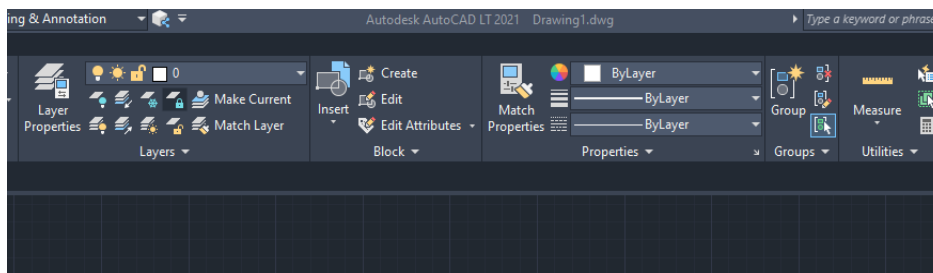 ing & Annotation
Autodesk AutoCAD LT 2021 Drawing1.dwg
Type a keyword or phrase
Layer
Properties
0
Make Current
Match Layer
Layers
Insert
Create
Edit
Edit Attributes
Block
Match
Properties
ByLayer
ByLayer
ByLayer
Properties
Group
Groups
Measure
Utilities